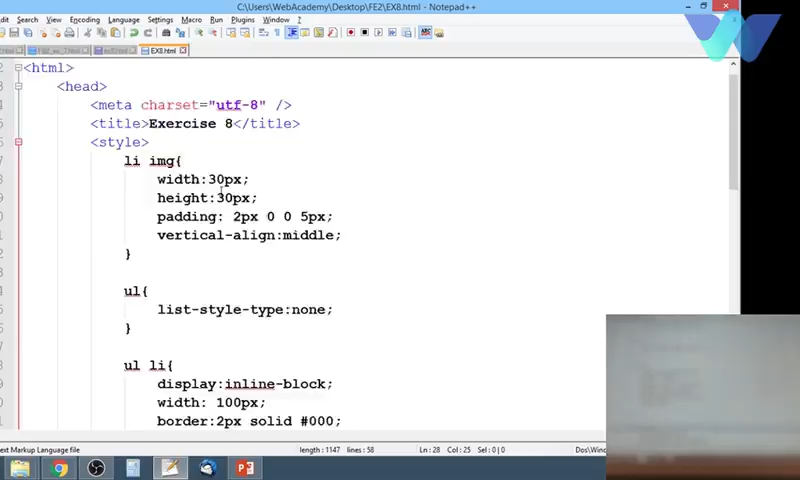 C:\Users\WebAcademy\Desktop\FE2\EX8.html - Notepad++
Search View Encoding Language Settings Macro Run Plugins Window ?
EX8.html
<html>
<head>
<meta charset="utf-8" />
<title>Exercise 8</title>
<style>
li img{
width:30px;
height:30px;
padding: 2px 0 0 5px;
vertical-align:middle;
}
ul{
list-style-type:none;
}
ul li{
display:inline-block;
width: 100px;
border:2px solid #000;
ext Markup Language file length : 1147 lines : 58 Ln : 28 Col : 25 Sel : 0 | 0 Dos\Windo